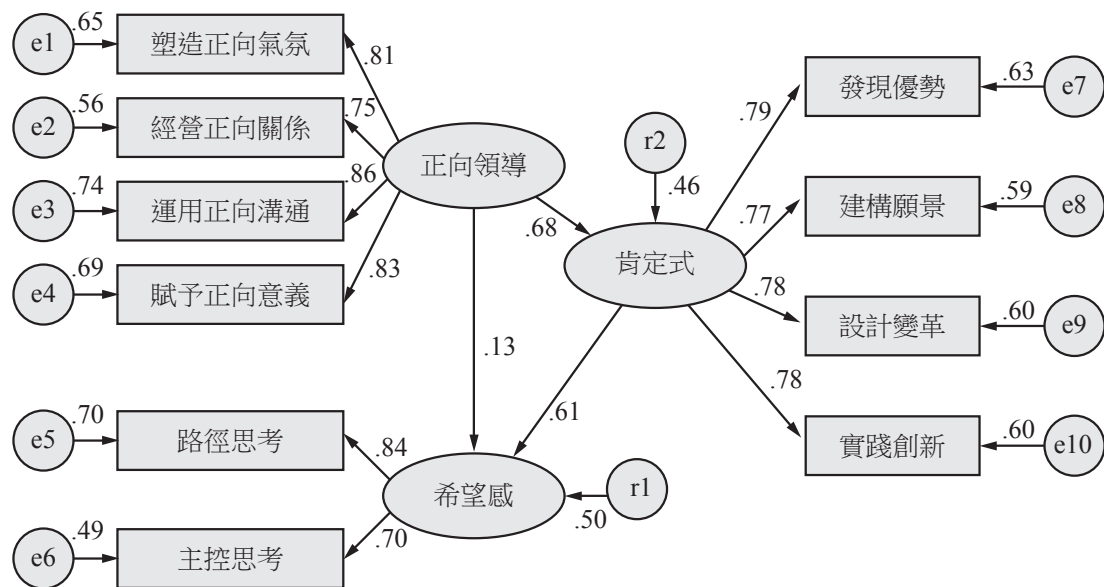 e1
.65
塑造正向氣氛
.81
e2
.56
經營正向關係
.75
e3
.74
運用正向溝通
.86
e4
.69
賦予正向意義
.83
正向領導
.68
.13
r2
.46
肯定式
.61
.79
發現優勢
.63
e7
.77
建構願景
.59
e8
.78
設計變革
.60
e9
.78
實踐創新
.60
e10
e5
.70
路徑思考
.84
e6
.49
主控思考
.70
希望感
r1
.50